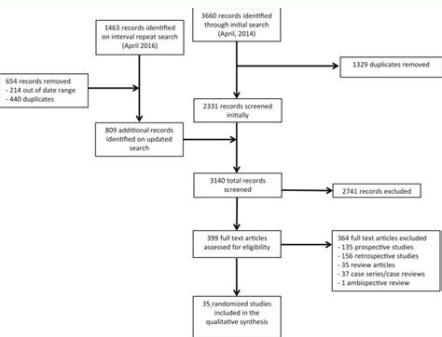 1463 records identified
on interval repeat search
(April 2016)
3660 records identified
through initial search
(April, 2014)
1329 duplicates removed
654 records removed
- 214 out of date range
- 440 duplicates
2331 records screened
initially
809 additional records
identified on updated
search
3140 total records
screened
2741 records excluded
399 full text articles
assessed for eligibility
364 full text articles excluded
- 135 prospective studies
- 156 retrospective studies
- 35 review articles
- 37 case series/case reviews
- 1 ambispective review
35 randomized studies
included in the
qualitative synthesis